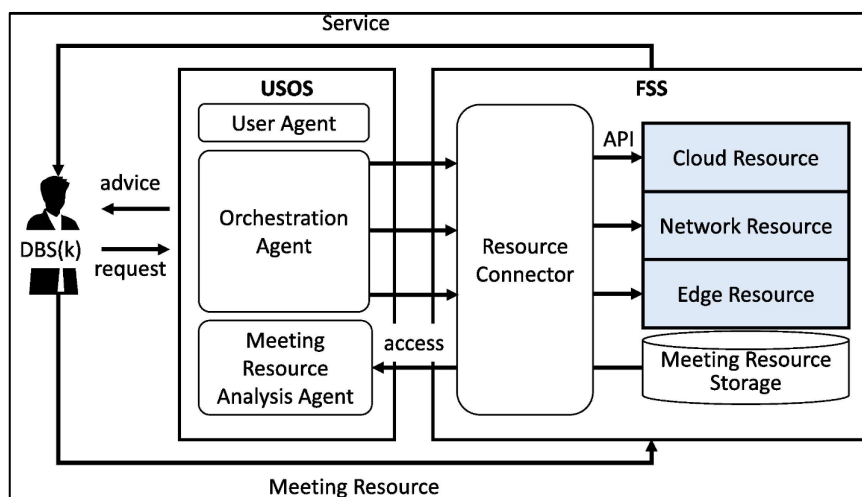 Service
USOS
FSS
User Agent
API
Cloud Resource
advice
Orchestration
Agent
Network Resource
DBS(k)
request
Resource
Connector
Edge Resource
access
Meeting
Resource
Analysis Agent
Meeting Resource
Storage
Meeting Resource